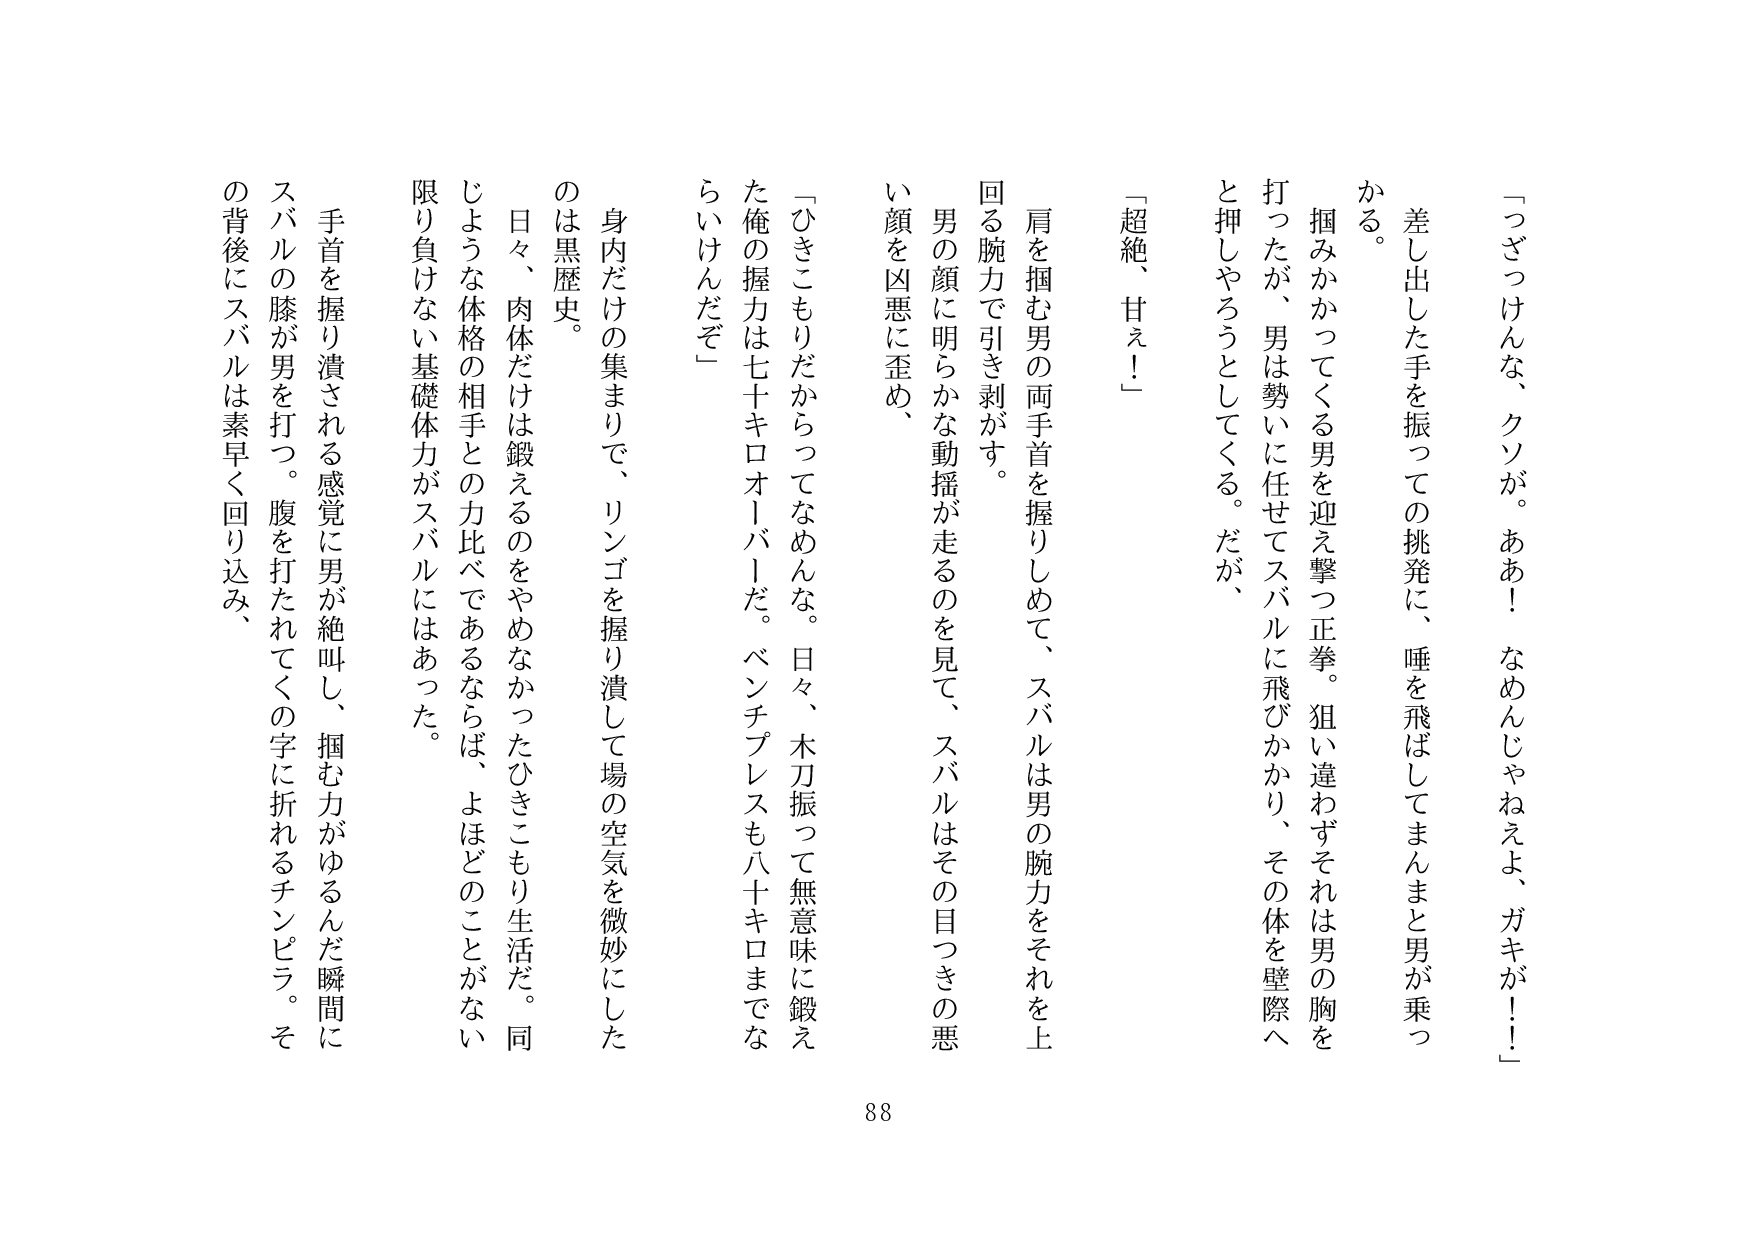 「つざっけんな、クソが。ああ！　なめんじゃねえよ、ガキが！！」
差し出した手を振っての挑発に、唾を飛ばしてまんまと男が乗っ
かる。
掴みかかってくる男を迎え撃つ正拳。狙い違わずそれは男の胸を
打ったが、男は勢いに任せてスバルに飛びかかり、その体を壁際へ
と押しやろうとしてくる。だが、
「超絶、甘ぇ！」
肩を掴む男の両手首を握りしめて、スバルは男の腕力をそれを上
回る腕力で引き剥がす。
男の顔に明らかな動揺が走るのを見て、スバルはその目つきの悪
い顔を凶悪に歪め、
「ひきこもりだからってなめんな。日々、木刀振って無意味に鍛え
た俺の握力は七十キロオーバーだ。ベンチプレスも八十キロまでな
らいけんだぞ」
身内だけの集まりで、リンゴを握り潰して場の空気を微妙にした
のは黒歴史。
日々、肉体だけは鍛えるのをやめなかったひきこもり生活だ。同
じような体格の相手との力比べであるならば、よほどのことがない
限り負けない基礎体力がスバルにはあった。
手首を握り潰される感覚に男が絶叫し、掴む力がゆるんだ瞬間に
スバルの膝が男を打つ。腹を打たれてくの字に折れるチンピラ。そ
の背後にスバルは素早く回り込み、
88